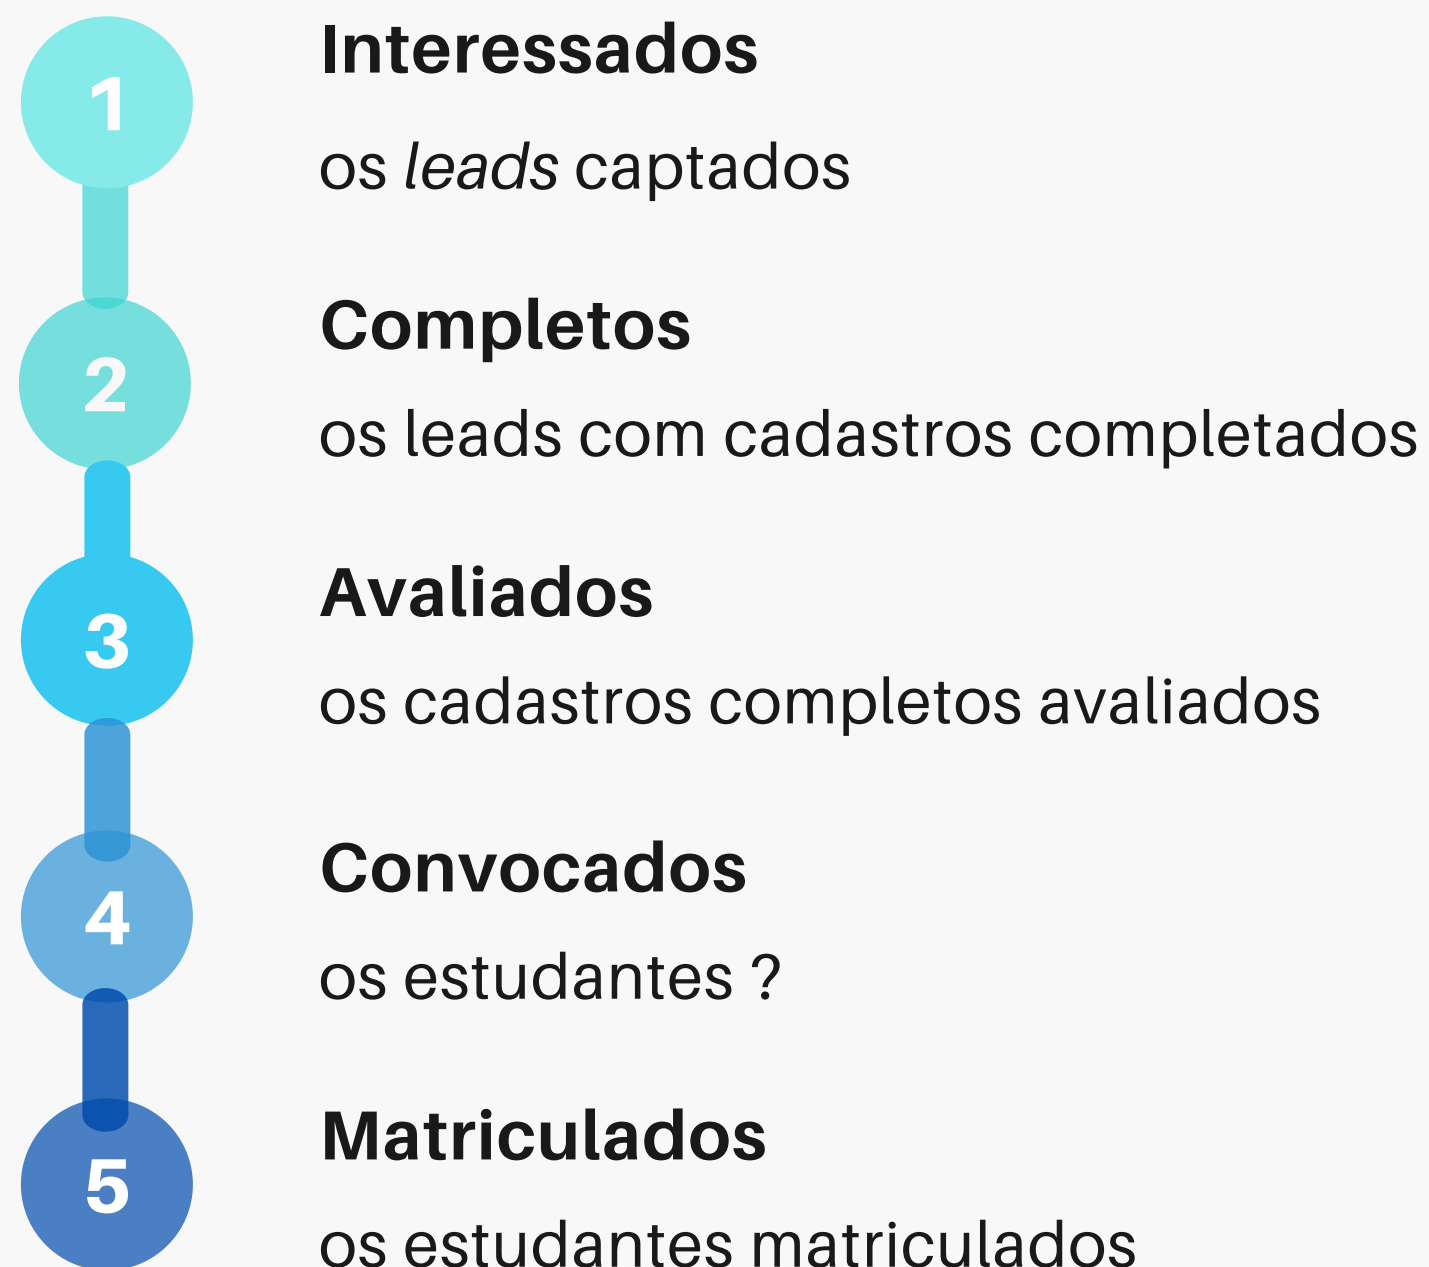 1
Interessados
os leads captados
2
Completos
os leads com cadastros completados
3
Avaliados
os cadastros completos avaliados
4
Convocados
os estudantes ?
5
Matriculados
os estudantes matriculados